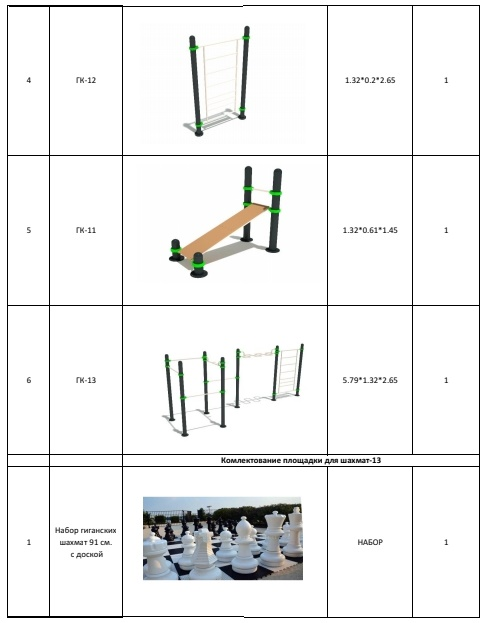 4 ГК-12 1.32*0.2*2.65 1
5 ГК-11 1.32*0.61*1.45 1
6 ГК-13 5.79*1.32*2.65 1
Комлектование площадки для шахмат-13
1 Набор гиганских шахмат 91 см. с доской НАБОР 1